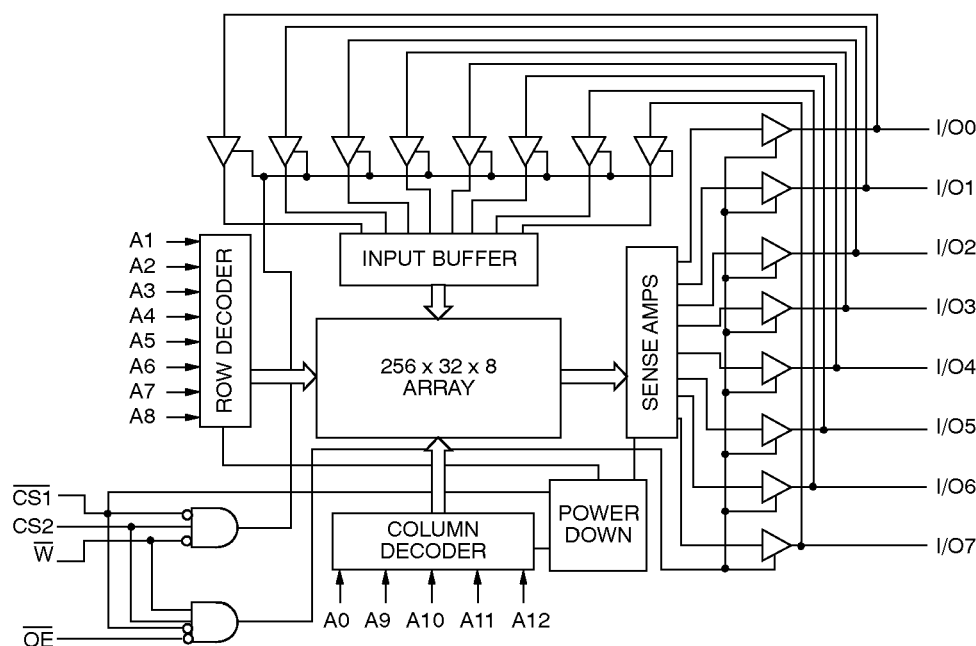 I/O0
I/O1
I/O2
I/O3
I/O4
I/O5
I/O6
I/O7
INPUT BUFFER
A1
A2
A3
A4
A5
A6
A7
A8
ROW DECODER
256 x 32 x 8
ARRAY
SENSE AMPS
CS1
CS2
W
OE
COLUMN
DECODER
POWER
DOWN
A0 A9 A10 A11 A12